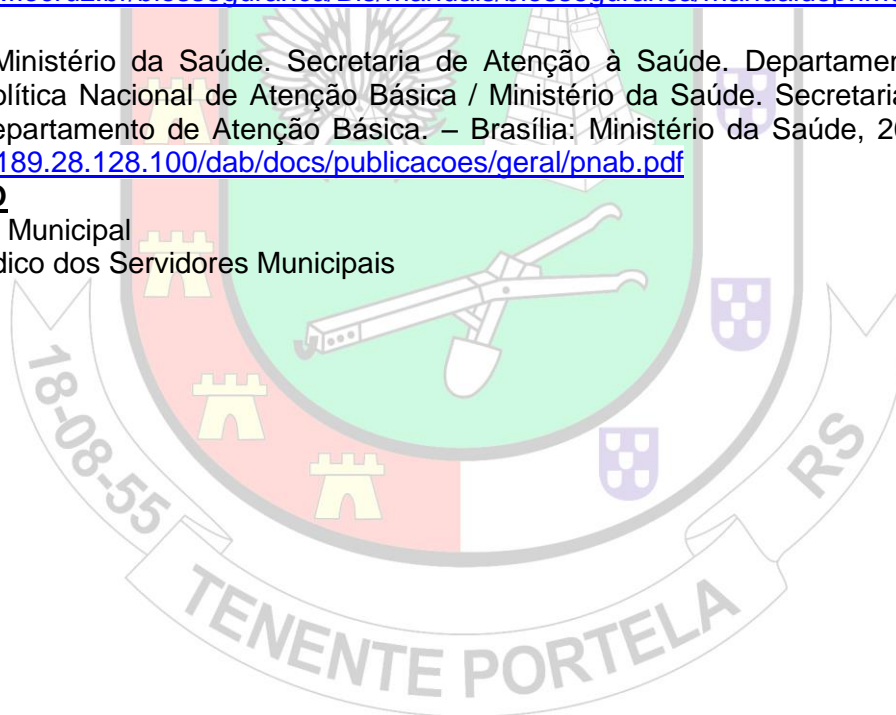 Ministério da Saúde. Secretaria de Atenção à Saúde. Departamen
Política Nacional de Atenção Básica / Ministério da Saúde. Secretaria
epartamento de Atenção Básica. – Brasília: Ministério da Saúde, 20
189.28.128.100/dab/docs/publicacoes/geral/pnab.pdf
O
Municipal
dico dos Servidores Municipais
18-08-55
TENENTE PORTELA
RS